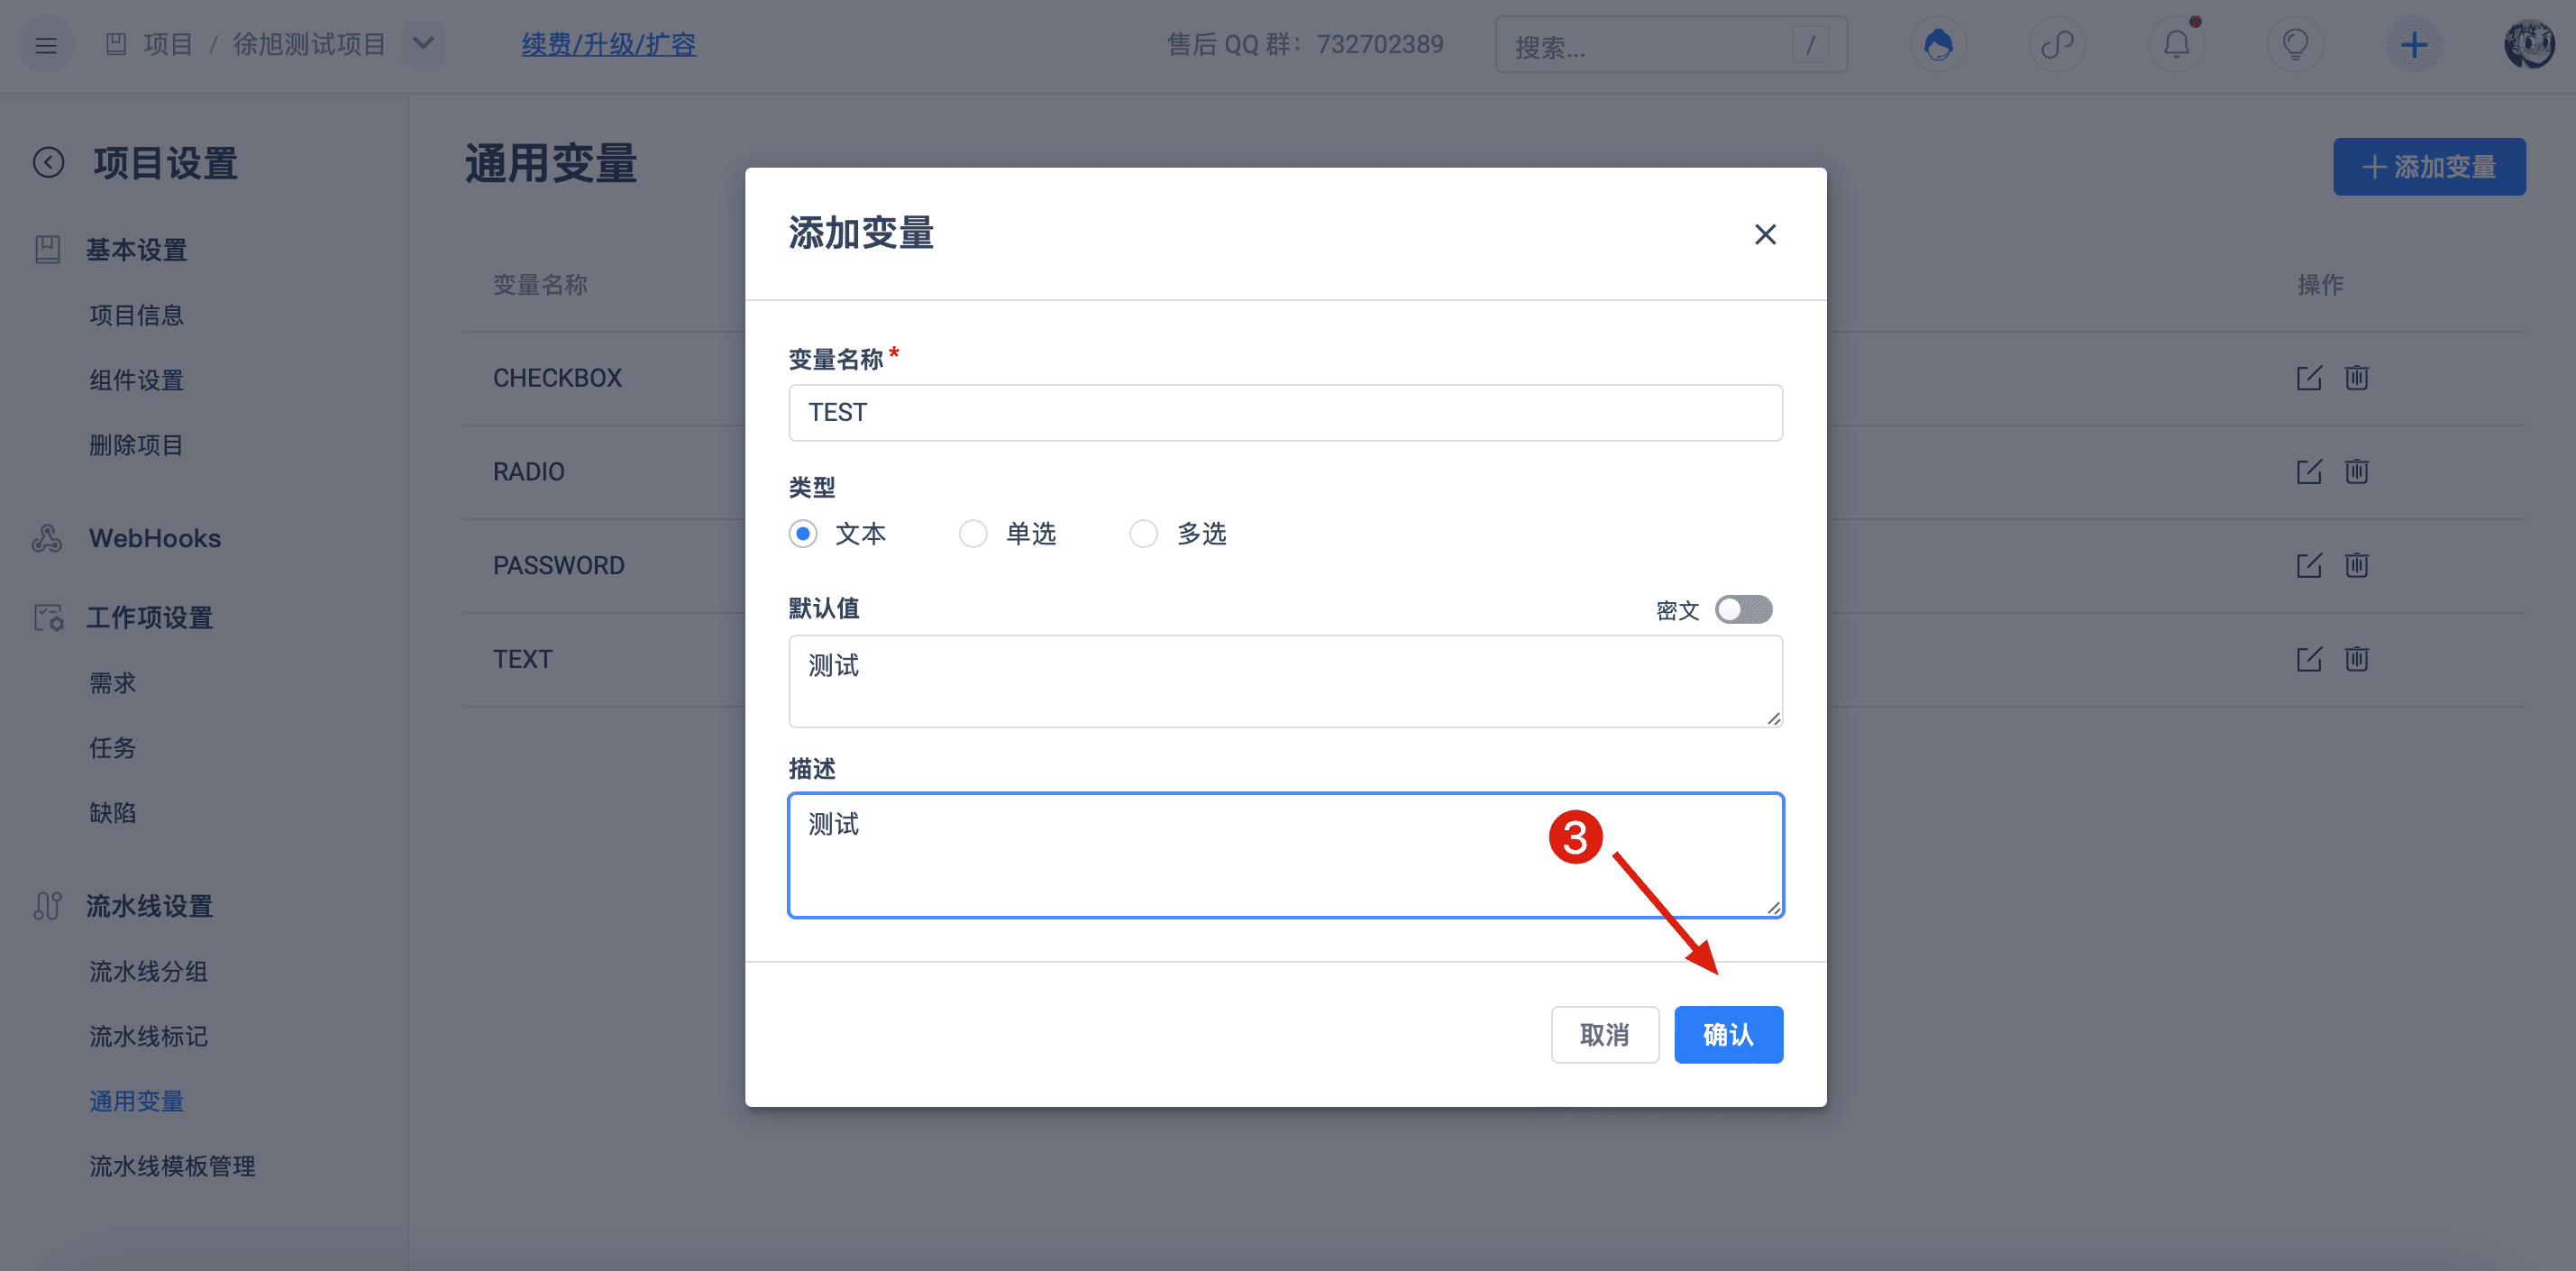 项目 / 徐旭测试项目
续费/升级/扩容
售后 QQ 群：732702389
搜索... /
项目设置
基本设置
项目信息
组件设置
删除项目
WebHooks
工作项设置
需求
任务
缺陷
流水线设置
流水线分组
流水线标记
通用变量
流水线模板管理
通用变量
添加变量
变量名称
操作
CHECKBOX
RADIO
PASSWORD
TEXT
添加变量
变量名称*
TEST
类型
文本 单选 多选
默认值 密文
测试
描述
测试
3
取消 确认